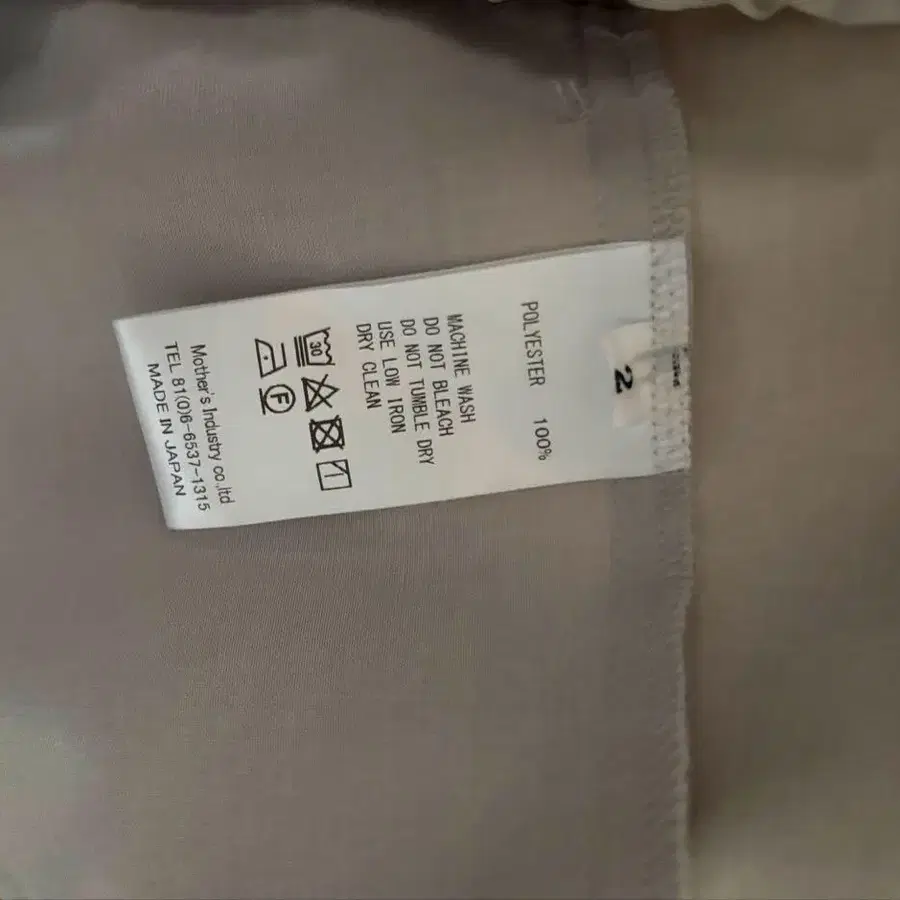 2
POLYESTER 100%
MACHINE WASH
DO NOT BLEACH
DO NOT TUMBLE DRY
USE LOW IRON
DRY CLEAN
30
F
Mother's Industry co.,ltd
TEL 81(0)6-6537-1315
MADE IN JAPAN